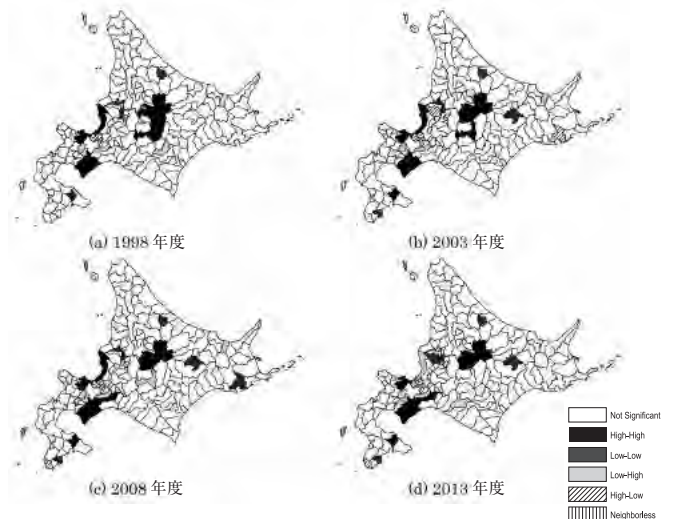 (a) 1998 年度
(b) 2003 年度
(c) 2008 年度
(d) 2013 年度
Not Significant
High-High
Low-Low
Low-High
High-Low
Neighborless